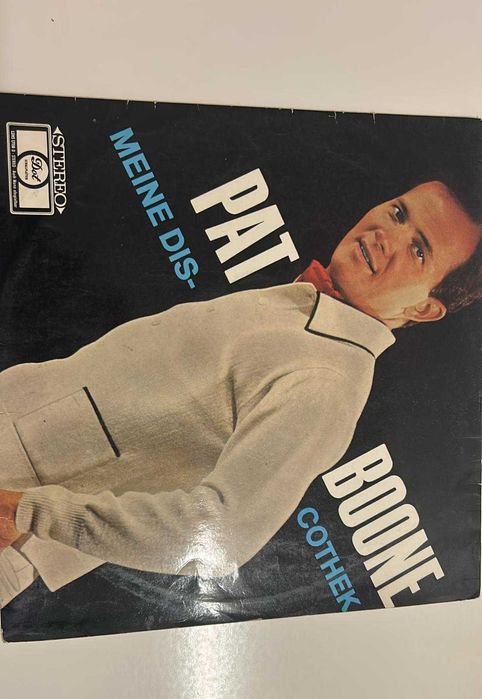 STEREO
Dot
PAT
BOONE
MEINE DIS-
COTHEK